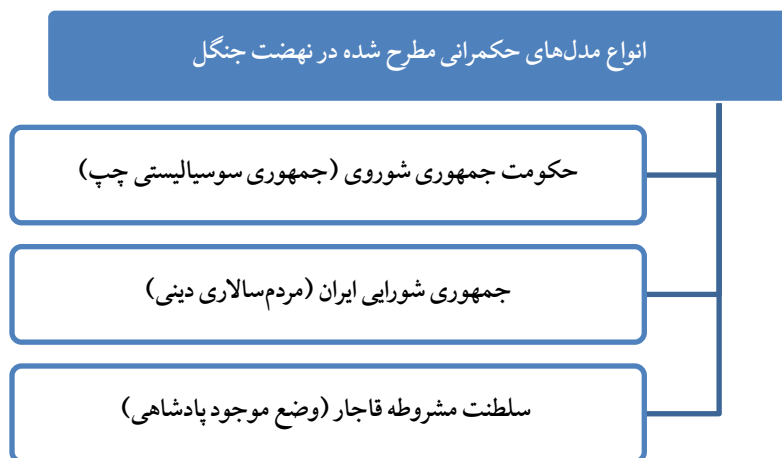 انواع مدل‌های حکمرانی مطرح شده در نهضت جنگل
حکومت جمهوری شوروی (جمهوری سوسیالیستی چپ)
جمهوری شورایی ایران (مردم‌سالاری دینی)
سلطنت مشروطه قاجار (وضع موجود پادشاهی)